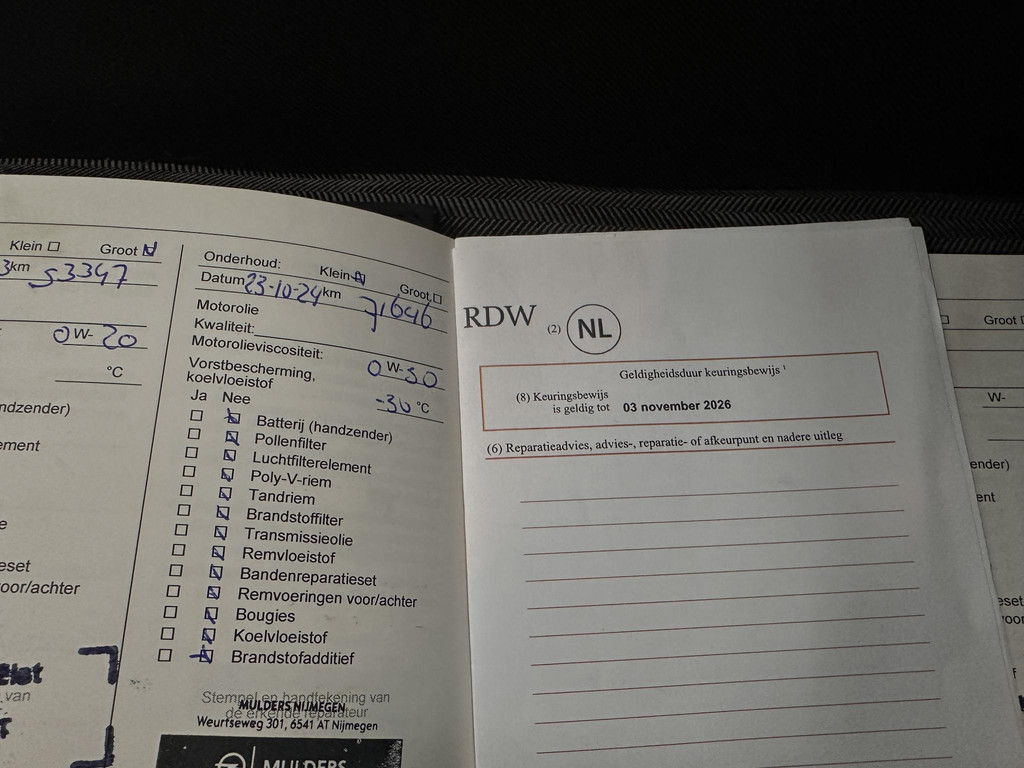 Klein Groot
3km 53347
0W-20
°C
ndzender)
ement
e
eset
oor/achter
van
Onderhoud: Klein Groot
Datum 23-10-24 km 71646
Motorolie
Kwaliteit:
Motorolieviscositeit: 0W-30
Vorstbescherming,
koelvloeistof -30 °C
Ja Nee
Batterij (handzender)
Pollenfilter
Luchtfilterelement
Poly-V-riem
Tandriem
Brandstoffilter
Transmissieolie
Remvloeistof
Bandenreparatieset
Remvoeringen voor/achter
Bougies
Koelvloeistof
Brandstofadditief
Stempel en handtekening van
de erkende reparateur
MULDERS NIJMEGEN
Weurtseweg 301, 6541 AT Nijmegen
MULDERS
RDW (2) NL
Geldigheidsduur keuringsbewijs 1
(8) Keuringsbewijs
is geldig tot 03 november 2026
(6) Reparatieadvies, advies-, reparatie- of afkeurpunt en nadere uitleg
Groot
W-
ender)
ent
eset
oor
f